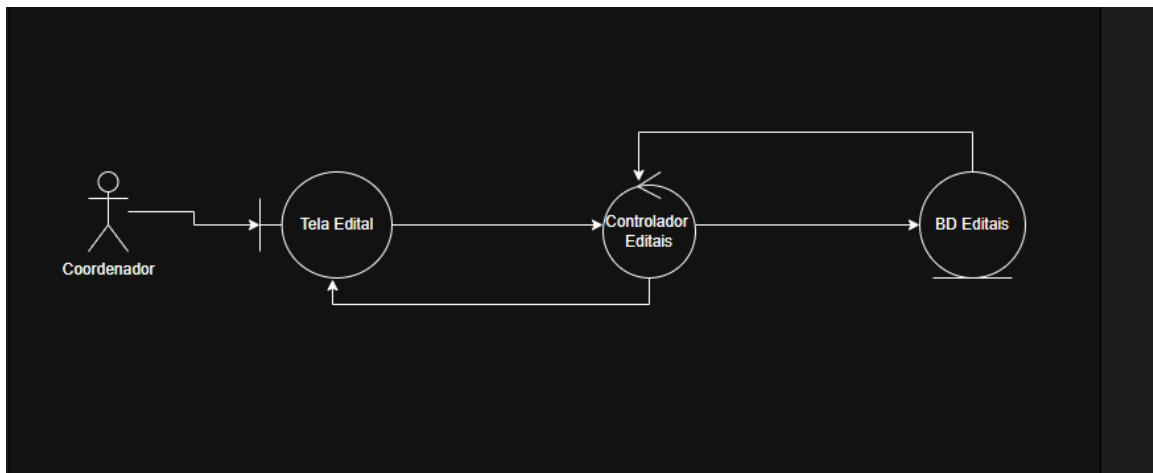 Coordenador
Tela Edital
Controlador
Editais
BD Editais